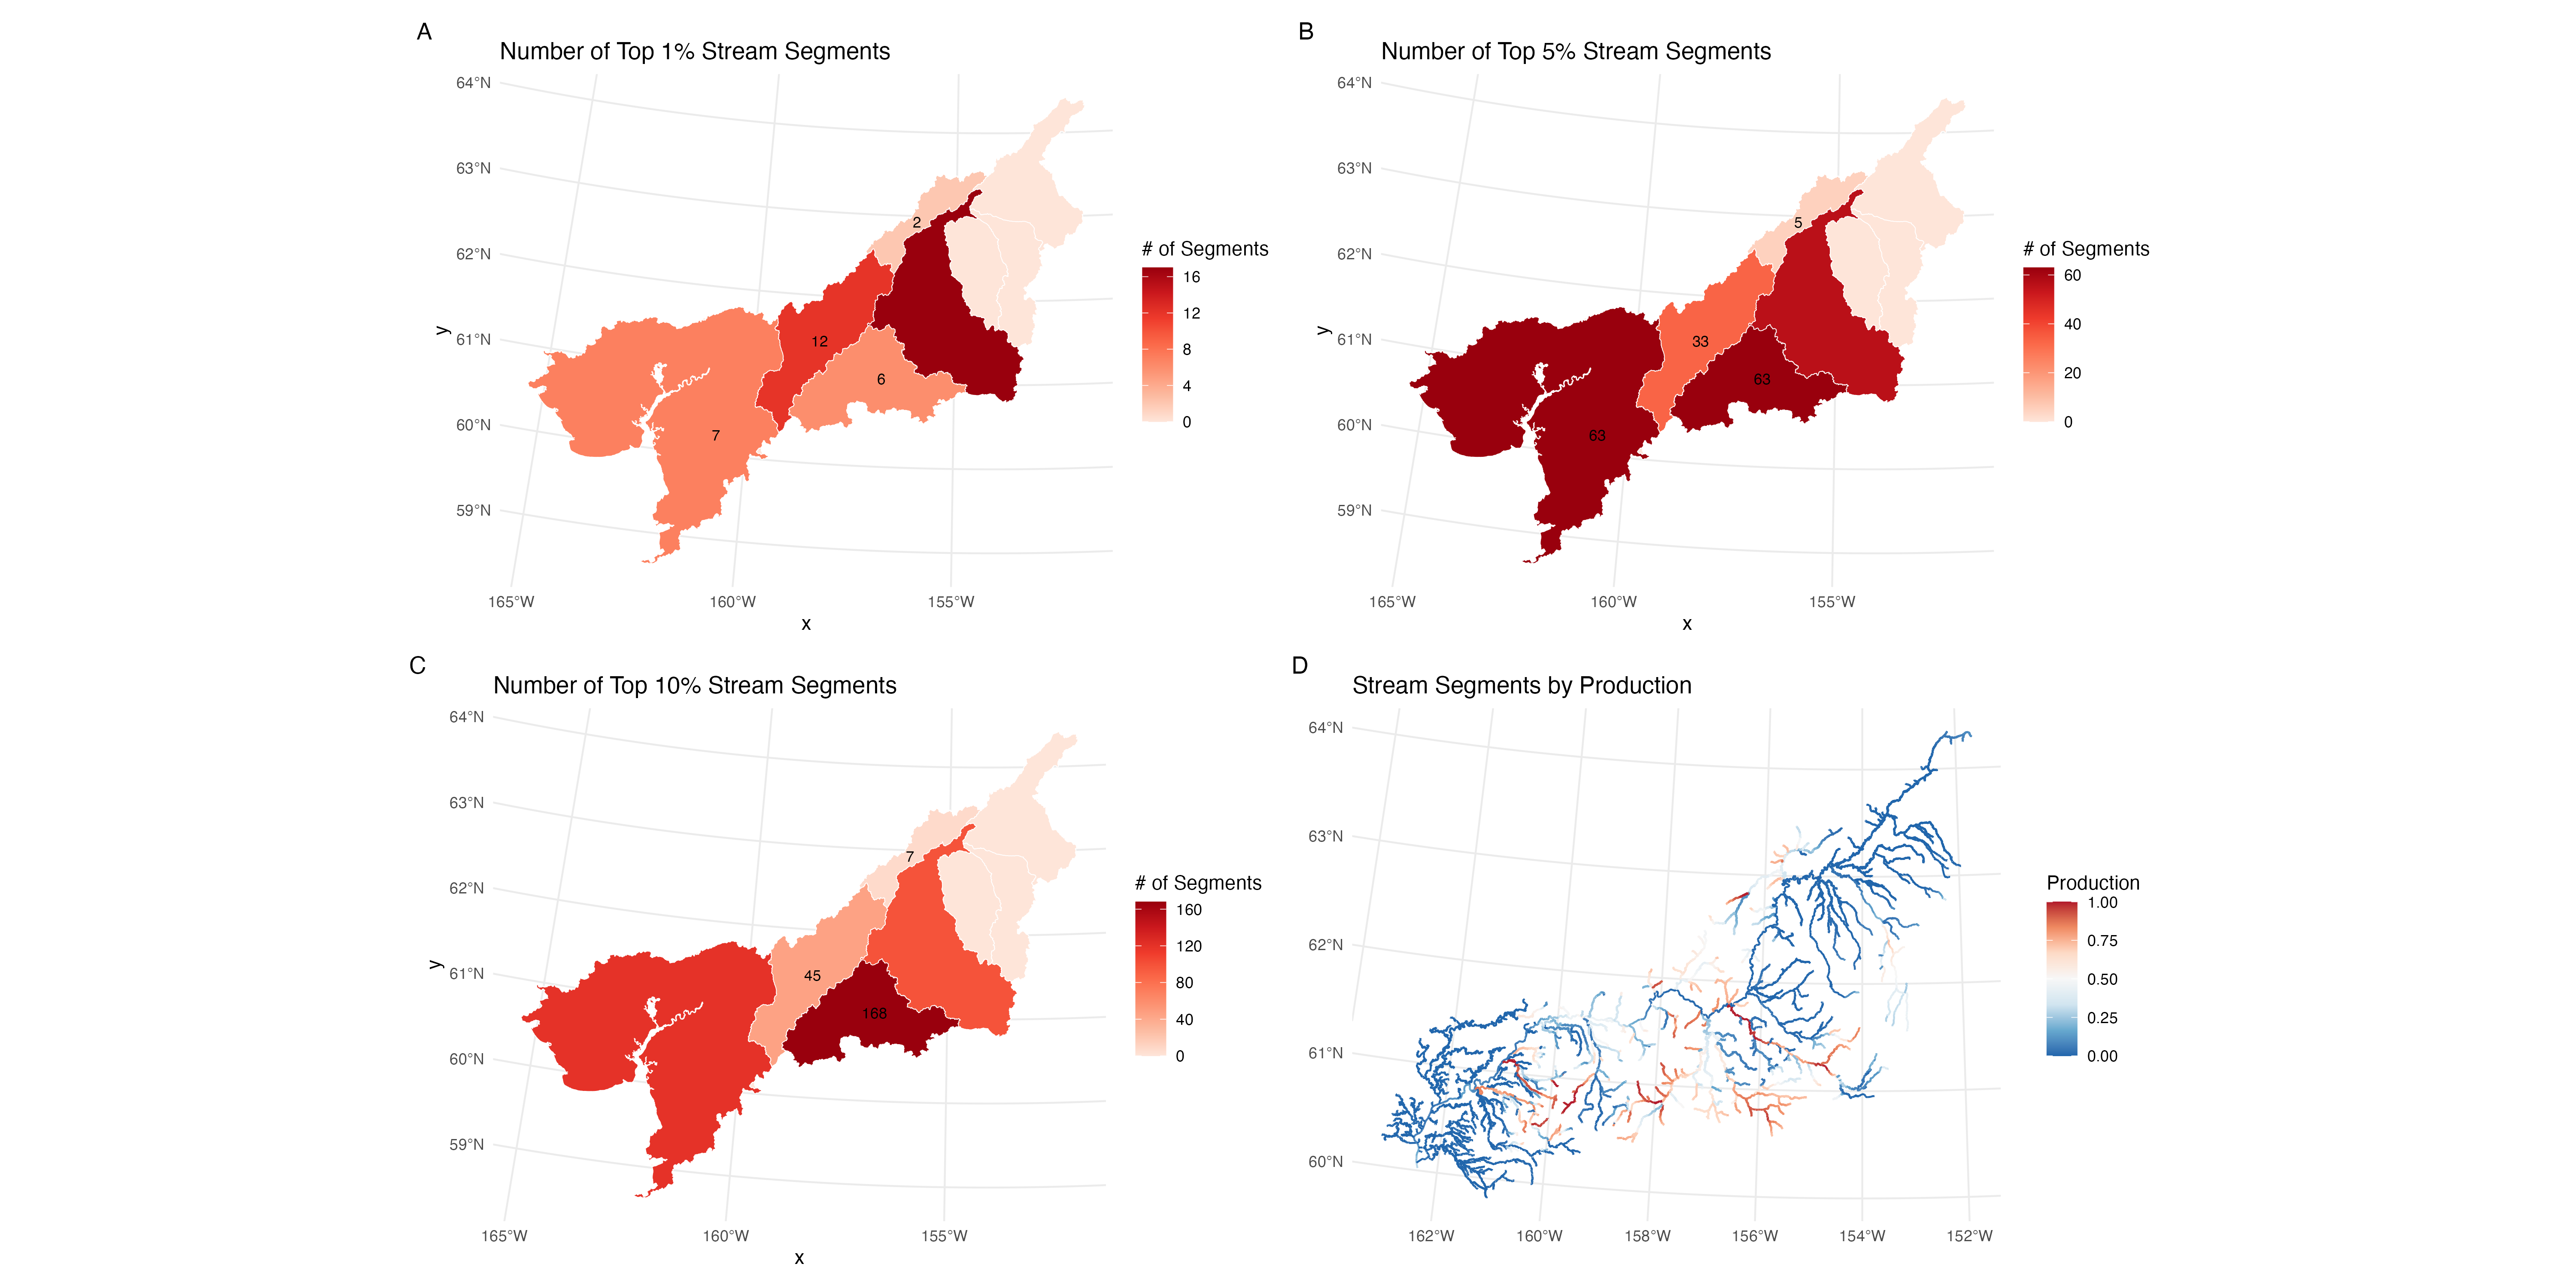 A
Number of Top 1% Stream Segments
64°N
63°N
62°N
61°N
60°N
59°N
y
2
12
6
7
165°W 160°W 155°W
x
# of Segments
16
12
8
4
0
B
Number of Top 5% Stream Segments
64°N
63°N
62°N
61°N
60°N
59°N
y
5
33
63
63
165°W 160°W 155°W
x
# of Segments
60
40
20
0
C
Number of Top 10% Stream Segments
64°N
63°N
62°N
61°N
60°N
59°N
y
7
45
168
165°W 160°W 155°W
x
# of Segments
160
120
80
40
0
D
Stream Segments by Production
64°N
63°N
62°N
61°N
60°N
162°W 160°W 158°W 156°W 154°W 152°W
Production
1.00
0.75
0.50
0.25
0.00